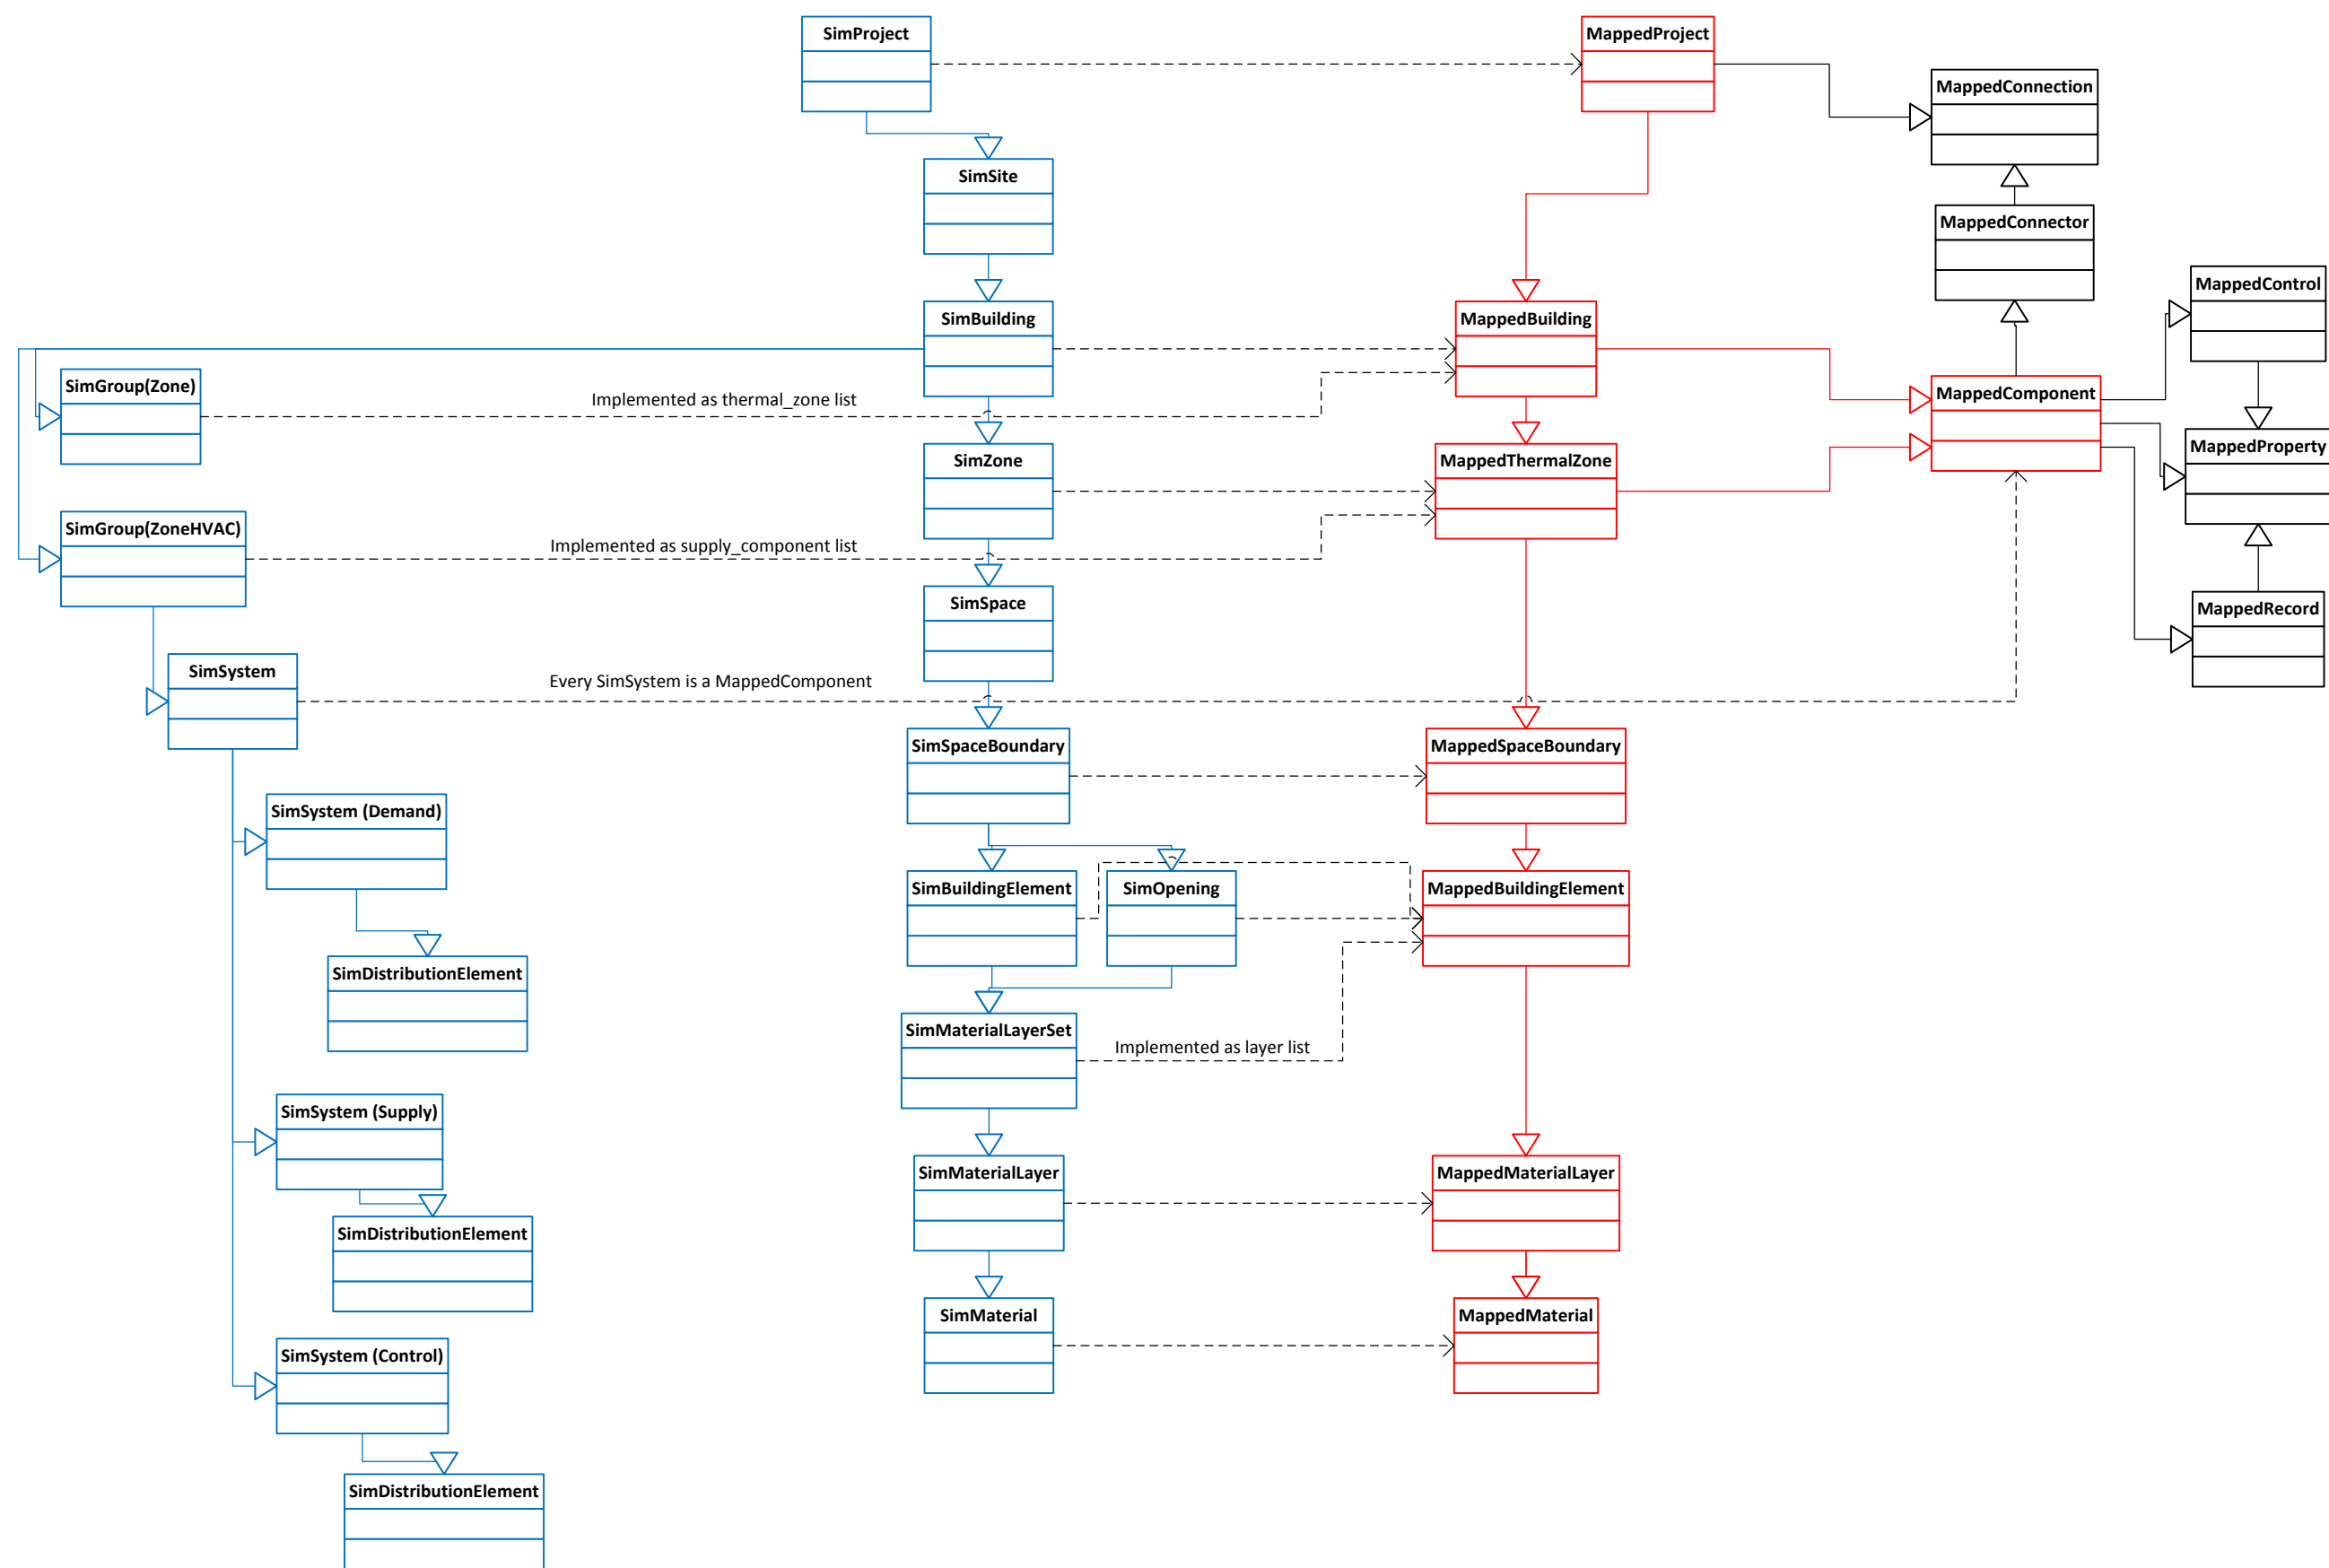 SimProject
MappedProject
MappedConnection
SimSite
MappedConnector
MappedControl
SimBuilding
MappedBuilding
SimGroup(Zone)
Implemented as thermal_zone list
MappedComponent
MappedProperty
SimZone
MappedThermalZone
SimGroup(ZoneHVAC)
Implemented as supply_component list
SimSpace
MappedRecord
SimSystem
Every SimSystem is a MappedComponent
SimSpaceBoundary
MappedSpaceBoundary
SimSystem (Demand)
SimBuildingElement
SimOpening
MappedBuildingElement
SimDistributionElement
SimMaterialLayerSet
Implemented as layer list
SimSystem (Supply)
SimMaterialLayer
MappedMaterialLayer
SimDistributionElement
SimMaterial
MappedMaterial
SimSystem (Control)
SimDistributionElement